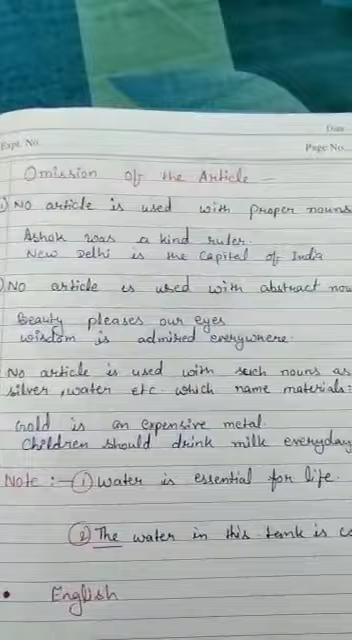 Date
Expt. No.
Page No.
Omission of the Article -
1) No article is used with proper nouns
Ashok was a kind ruler.
New Delhi is the capital of India
) No article is used with abstract nou
Beauty pleases our eyes
wisdom is admired everywhere.
No article is used with such nouns as
silver, water etc. which name materials:
Gold is an expensive metal.
Children should drink milk everyday
Note :- ① Water is essential for life.
② The water in this tank is co
• English